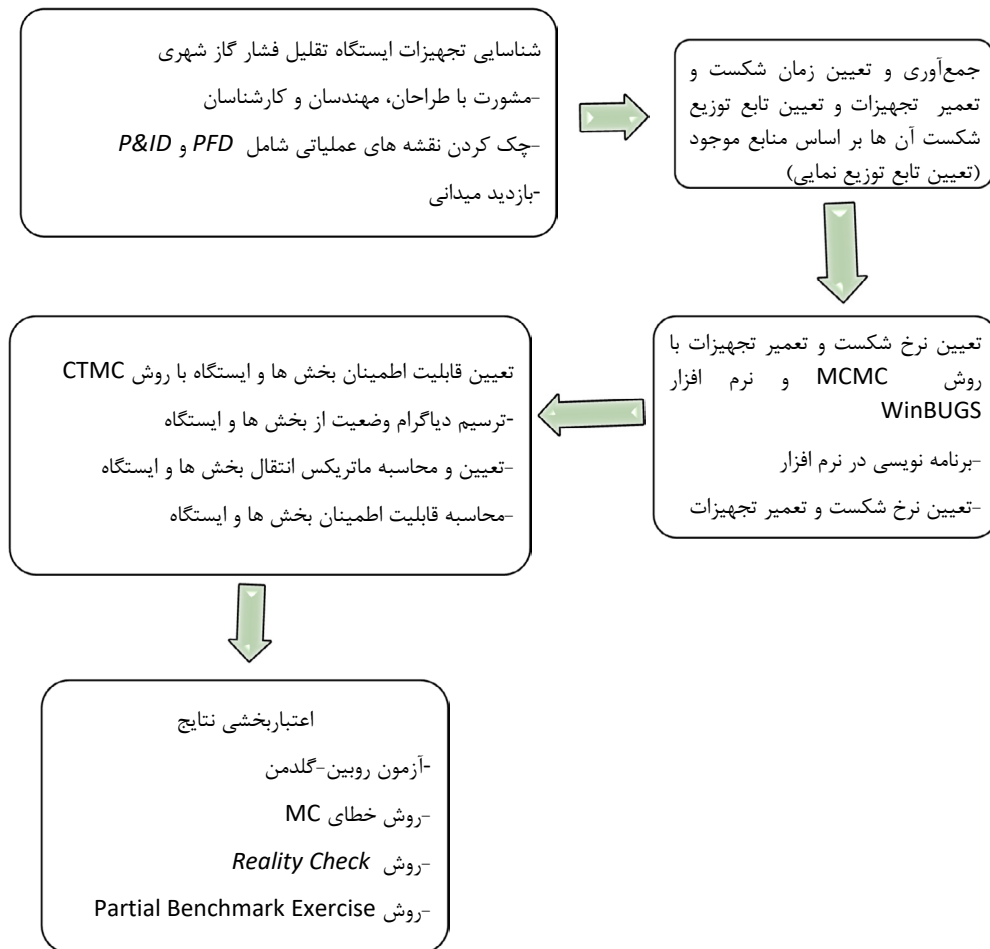 شناسایی تجهیزات ایستگاه تقلیل فشار گاز شهری
-مشورت با طراحان، مهندسان و کارشناسان
-چک کردن نقشه های عملیاتی شامل PFD و P&ID
-بازدید میدانی
جمع‌آوری و تعیین زمان شکست و
تعمیر تجهیزات و تعیین تابع توزیع
شکست آن ها بر اساس منابع موجود
(تعیین تابع توزیع نمایی)
تعیین نرخ شکست و تعمیر تجهیزات با
روش MCMC و نرم افزار
WinBUGS
-برنامه نویسی در نرم افزار
-تعیین نرخ شکست و تعمیر تجهیزات
تعیین قابلیت اطمینان بخش ها و ایستگاه با روش CTMC
-ترسیم دیاگرام وضعیت از بخش ها و ایستگاه
-تعیین و محاسبه ماتریکس انتقال بخش ها و ایستگاه
-محاسبه قابلیت اطمینان بخش ها و ایستگاه
اعتباربخشی نتایج
-آزمون روبین-گلدمن
-روش خطای MC
-روش Reality Check
-روش Partial Benchmark Exercise